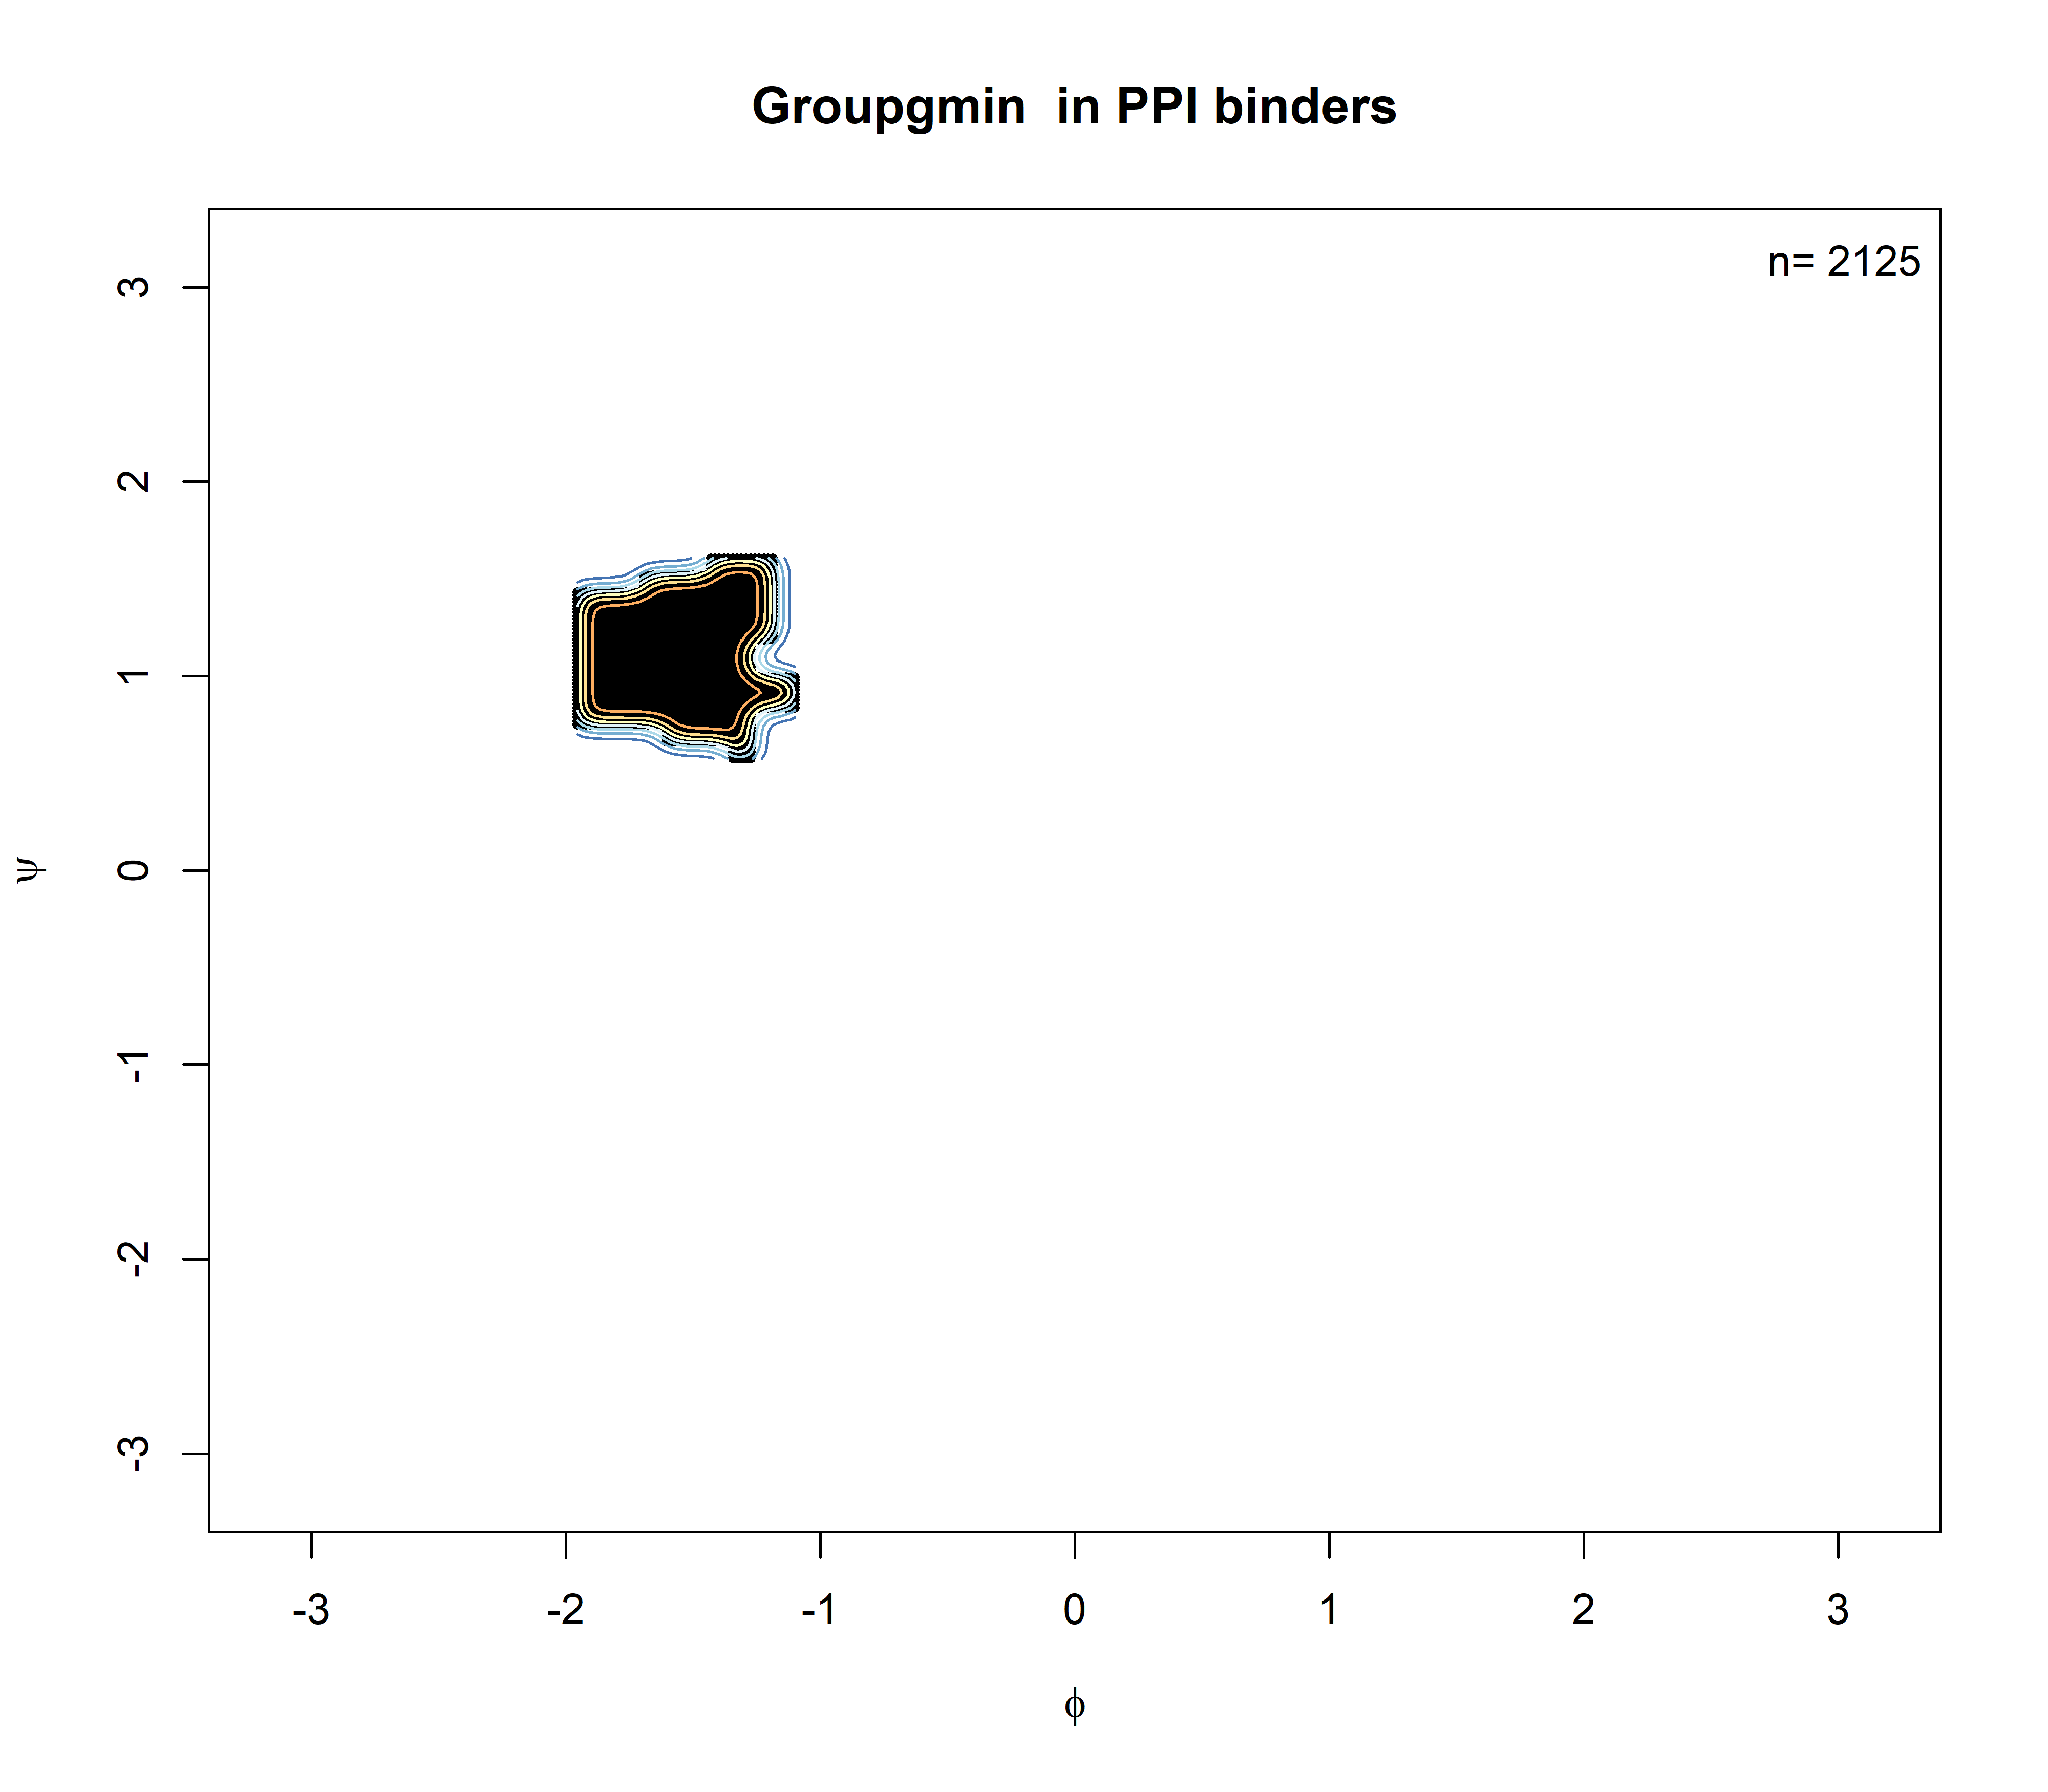 Groupgmin  in PPI binders
n= 2125
3
2
1
0
-1
-2
-3
ψ
-3 -2 -1 0 1 2 3
ϕ